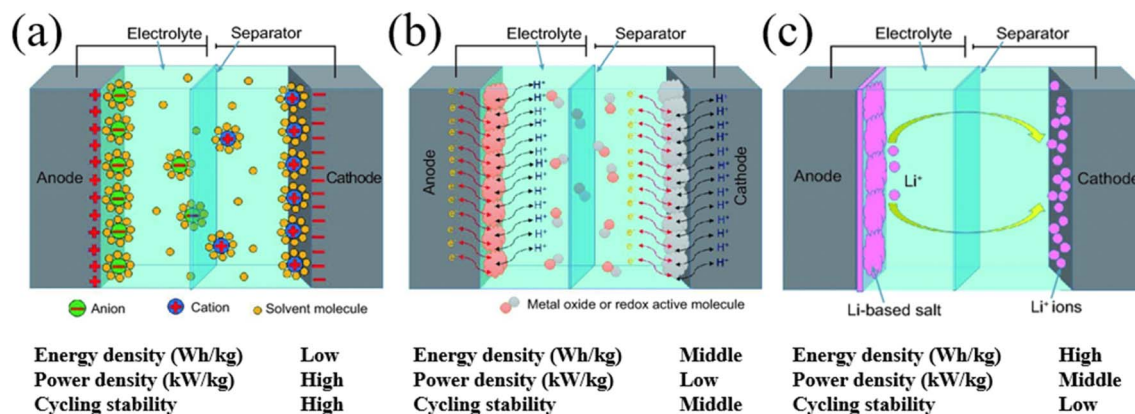 (a)
Electrolyte Separator
Anode
Cathode
Anion Cation Solvent molecule
Energy density (Wh/kg) Low
Power density (kW/kg) High
Cycling stability High
(b)
Electrolyte Separator
Anode
e
H⁺
H⁺
H⁺
H⁺
H⁺
H⁺
H⁺
H⁺
H⁺
H⁺
H⁺
H⁺
H⁺
e
Cathode
H⁺
H⁺
H⁺
H⁺
H⁺
H⁺
H⁺
H⁺
H⁺
H⁺
H⁺
H⁺
H⁺
Metal oxide or redox active molecule
Energy density (Wh/kg) Middle
Power density (kW/kg) Low
Cycling stability Middle
(c)
Electrolyte Separator
Anode
Li⁺
Cathode
Li-based salt Li⁺ ions
Energy density (Wh/kg) High
Power density (kW/kg) Middle
Cycling stability Low